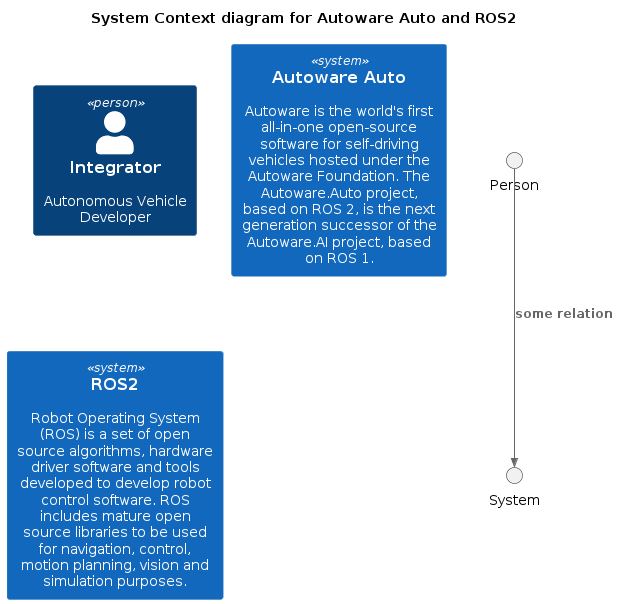 System Context diagram for Autoware Auto and ROS2
«person»
Integrator
Autonomous Vehicle
Developer
«system»
Autoware Auto
Autoware is the world's first
all-in-one open-source
software for self-driving
vehicles hosted under the
Autoware Foundation. The
Autoware.Auto project,
based on ROS 2, is the next
generation successor of the
Autoware.AI project, based
on ROS 1.
Person
some relation
System
«system»
ROS2
Robot Operating System
(ROS) is a set of open
source algorithms, hardware
driver software and tools
developed to develop robot
control software. ROS
includes mature open
source libraries to be used
for navigation, control,
motion planning, vision and
simulation purposes.